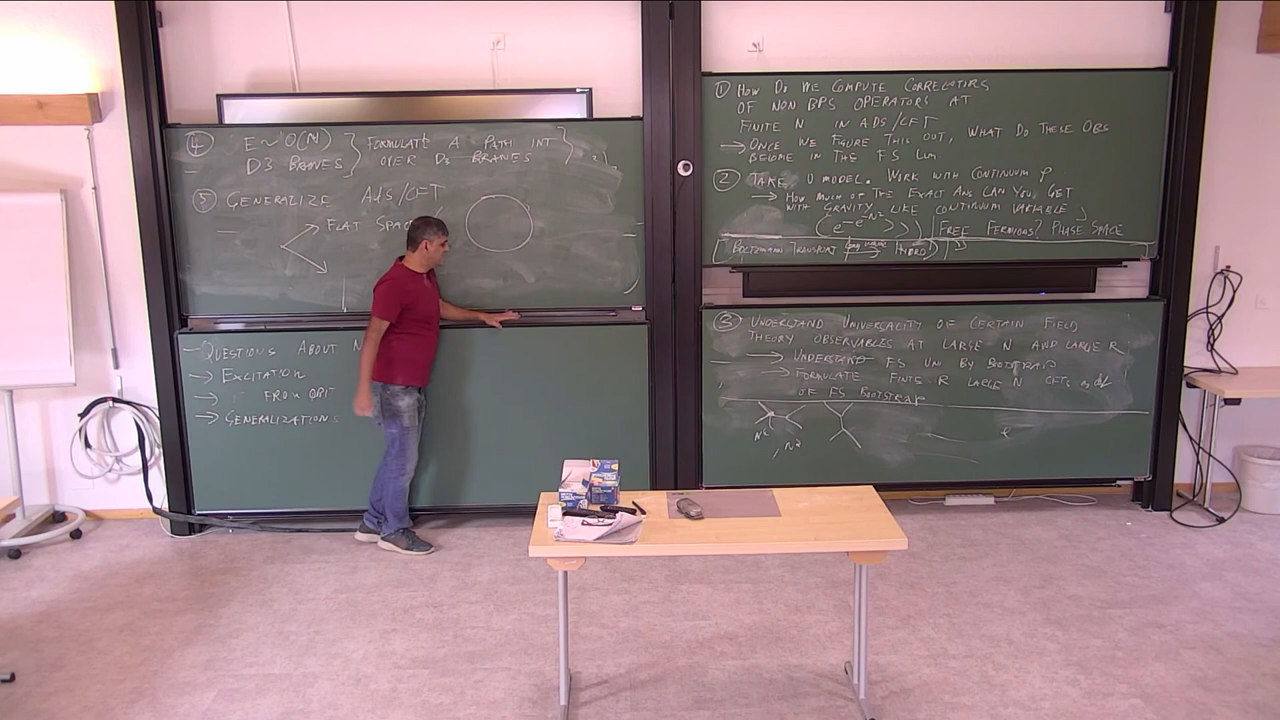 ④ E ~ O(N) } FORMULATE A PATH INT }
D3 BRANES } OVER D3 BRANES
⑤ GENERALIZE AdS/CFT
→ FLAT SPAC
— QUESTIONS ABOUT N
→ EXCITATION
→ FROM
→ GENERALIZATION
① HOW DO WE COMPUTE CORRELATORS
OF NON BPS OPERATORS AT
FINITE N IN ADS/CFT
→ ONCE WE FIGURE THIS OUT, WHAT DO THESE OBS
BECOME IN THE FS LIM.
② TAKE U MODEL. WORK WITH CONTINUUM ρ
→ HOW MUCH OF THE EXACT ANS CAN YOU GET
WITH GRAVITY LIKE CONTINUUM VARIABLE
FREE FERMIONS? PHASE SPACE
[BOLTZMANN TRANSPORT HYDRO]
③ UNDERSTAND UNIVERSALITY OF CERTAIN FIELD
THEORY OBSERVABLES AT LARGE N AND LARGE R
→ UNDERSTAND FS UNI BY BOOTSTRAP
→ FORMULATE FINITE R LARGE N CFTs
OF FS BOOTSTRAP
N²